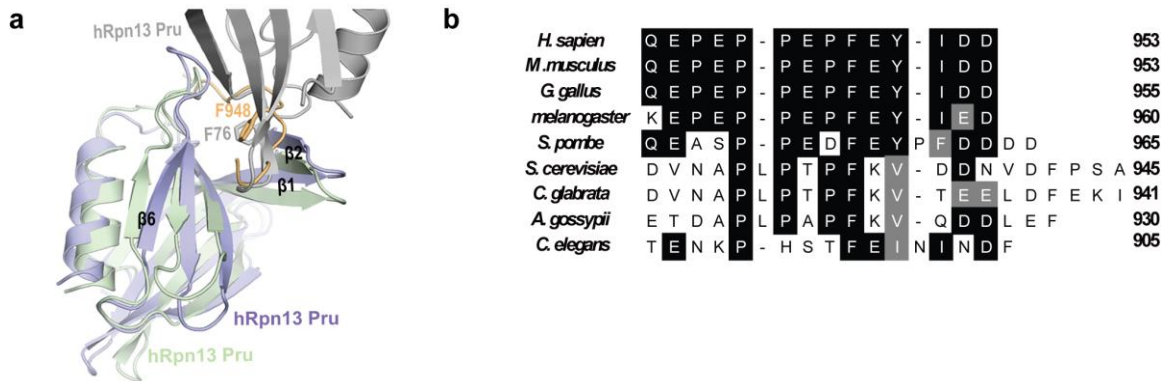 a
hRpn13 Pru
F948
F76
β2
β1
β6
hRpn13 Pru
hRpn13 Pru
b
H. sapien Q E P E P - P E P F E Y - I D D 953
M .musculus Q E P E P - P E P F E Y - I D D 953
G. gallus Q E P E P - P E P F E Y - I D D 955
melanogaster K E P E P - P E P F E Y - I E D 960
S. pombe Q E A S P - P E D F E Y P F D D D D 965
S. cerevisiae D V N A P L P T P F K V - D D N V D F P S A 945
C. glabrata D V N A P L P T P F K V - T E E L D F E K I 941
A. gossypii E T D A P L P A P F K V - Q D D L E F 930
C. elegans T E N K P - H S T F E I N I N D F 905